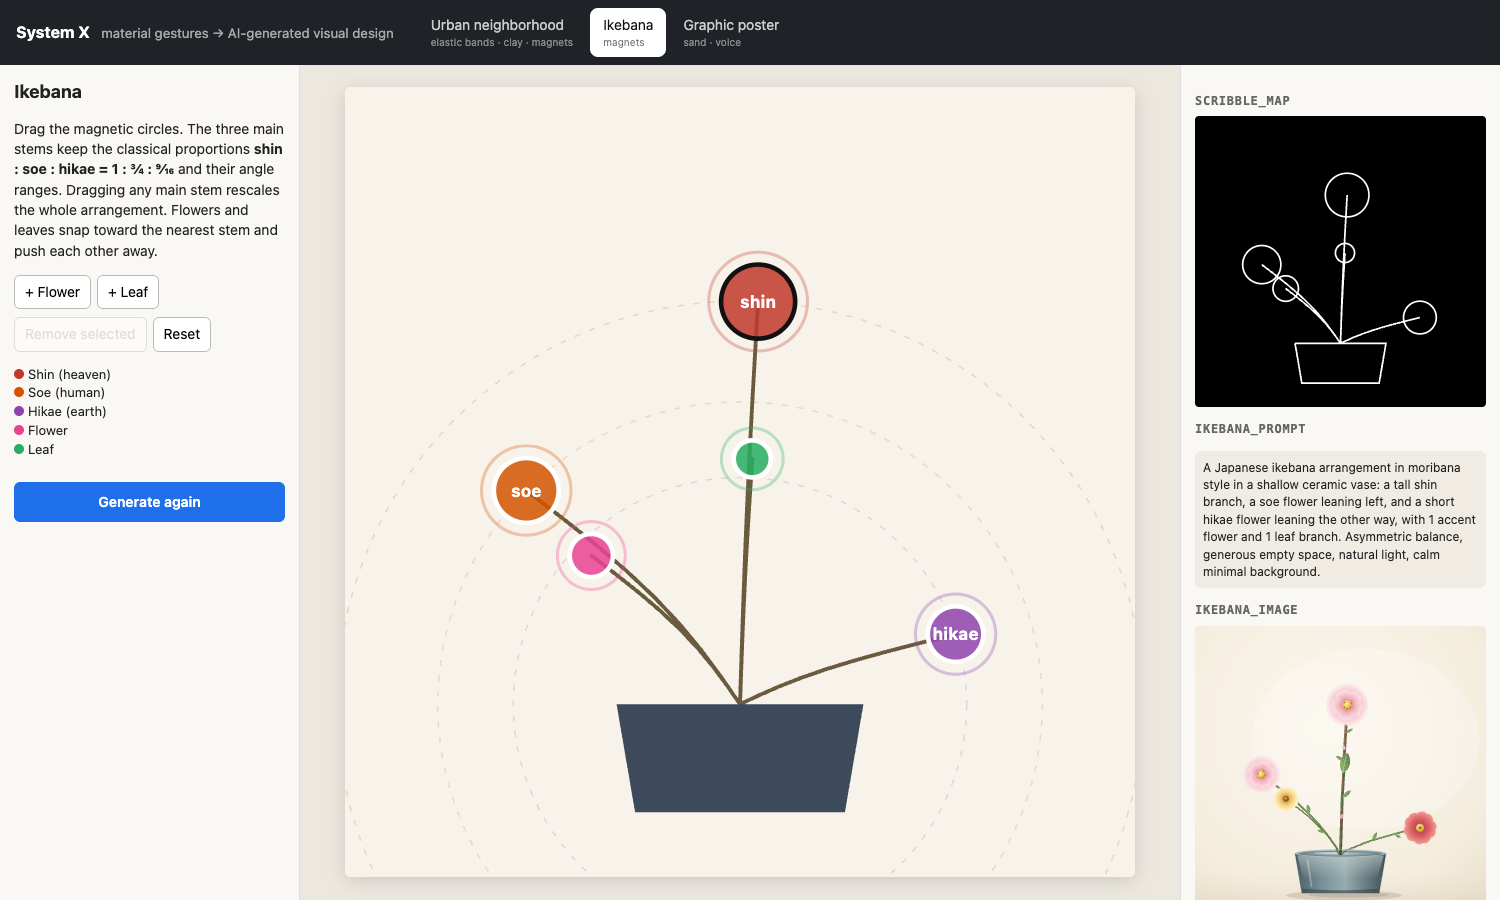 System X material gestures → AI-generated visual design
Urban neighborhood
elastic bands · clay · magnets
Ikebana
magnets
Graphic poster
sand · voice
Ikebana
Drag the magnetic circles. The three main
stems keep the classical proportions shin
: soe : hikae = 1 : ¾ : ⁹⁄₁₆ and their angle
ranges. Dragging any main stem rescales
the whole arrangement. Flowers and
leaves snap toward the nearest stem and
push each other away.
+ Flower
+ Leaf
Remove selected
Reset
Shin (heaven)
Soe (human)
Hikae (earth)
Flower
Leaf
Generate again
shin
soe
hikae
SCRIBBLE_MAP
IKEBANA_PROMPT
A Japanese ikebana arrangement in moribana
style in a shallow ceramic vase: a tall shin
branch, a soe flower leaning left, and a short
hikae flower leaning the other way, with 1 accent
flower and 1 leaf branch. Asymmetric balance,
generous empty space, natural light, calm
minimal background.
IKEBANA_IMAGE